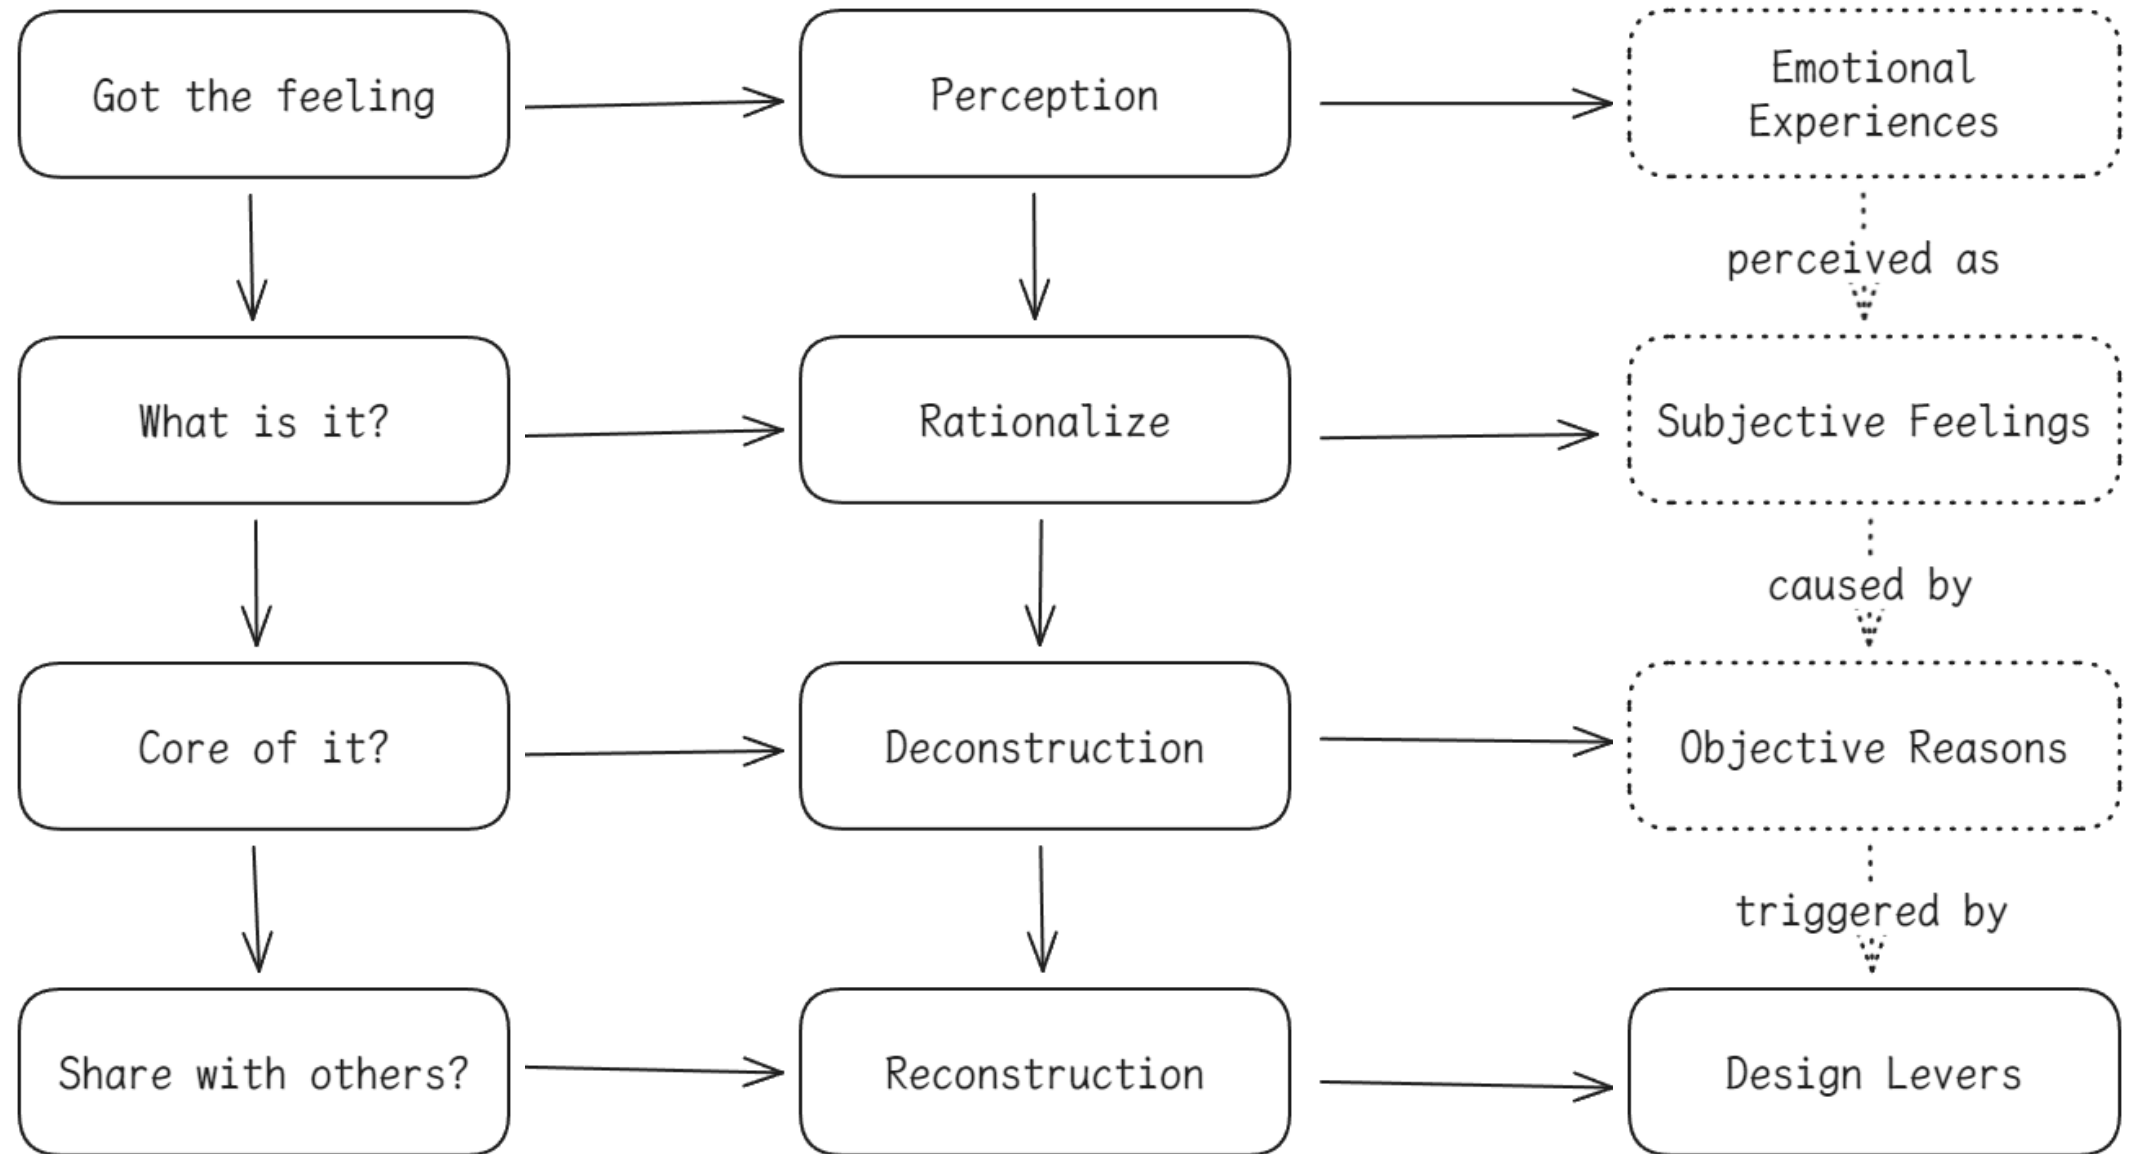 Got the feeling
Perception
Emotional
Experiences
perceived as
What is it?
Rationalize
Subjective Feelings
caused by
Core of it?
Deconstruction
Objective Reasons
triggered by
Share with others?
Reconstruction
Design Levers